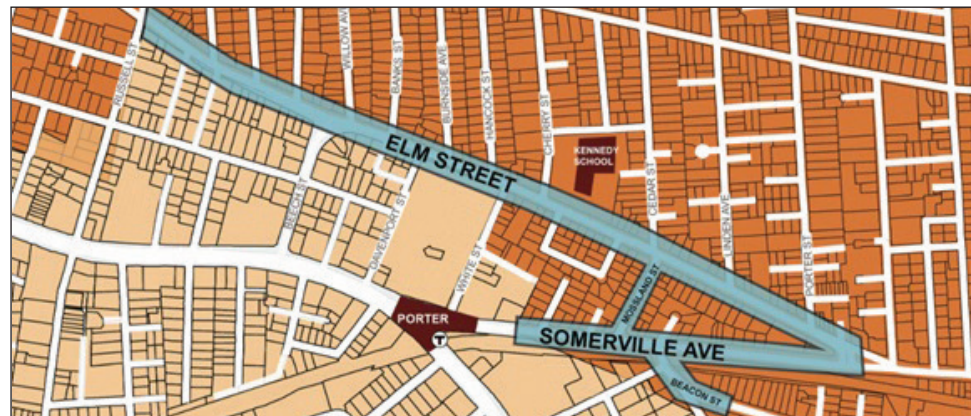 RUSSELL ST
WILLOW AV
BANKS ST
BURNSIDE AVE
HANCOCK ST
CHERRY ST
ELM STREET
KENNEDY
SCHOOL
CEDAR ST
LINDEN AVE
PORTER ST
BEECH ST
DAVENPORT ST
WHITE ST
MOSSLAND ST
PORTER
T
SOMERVILLE AVE
BEACON ST